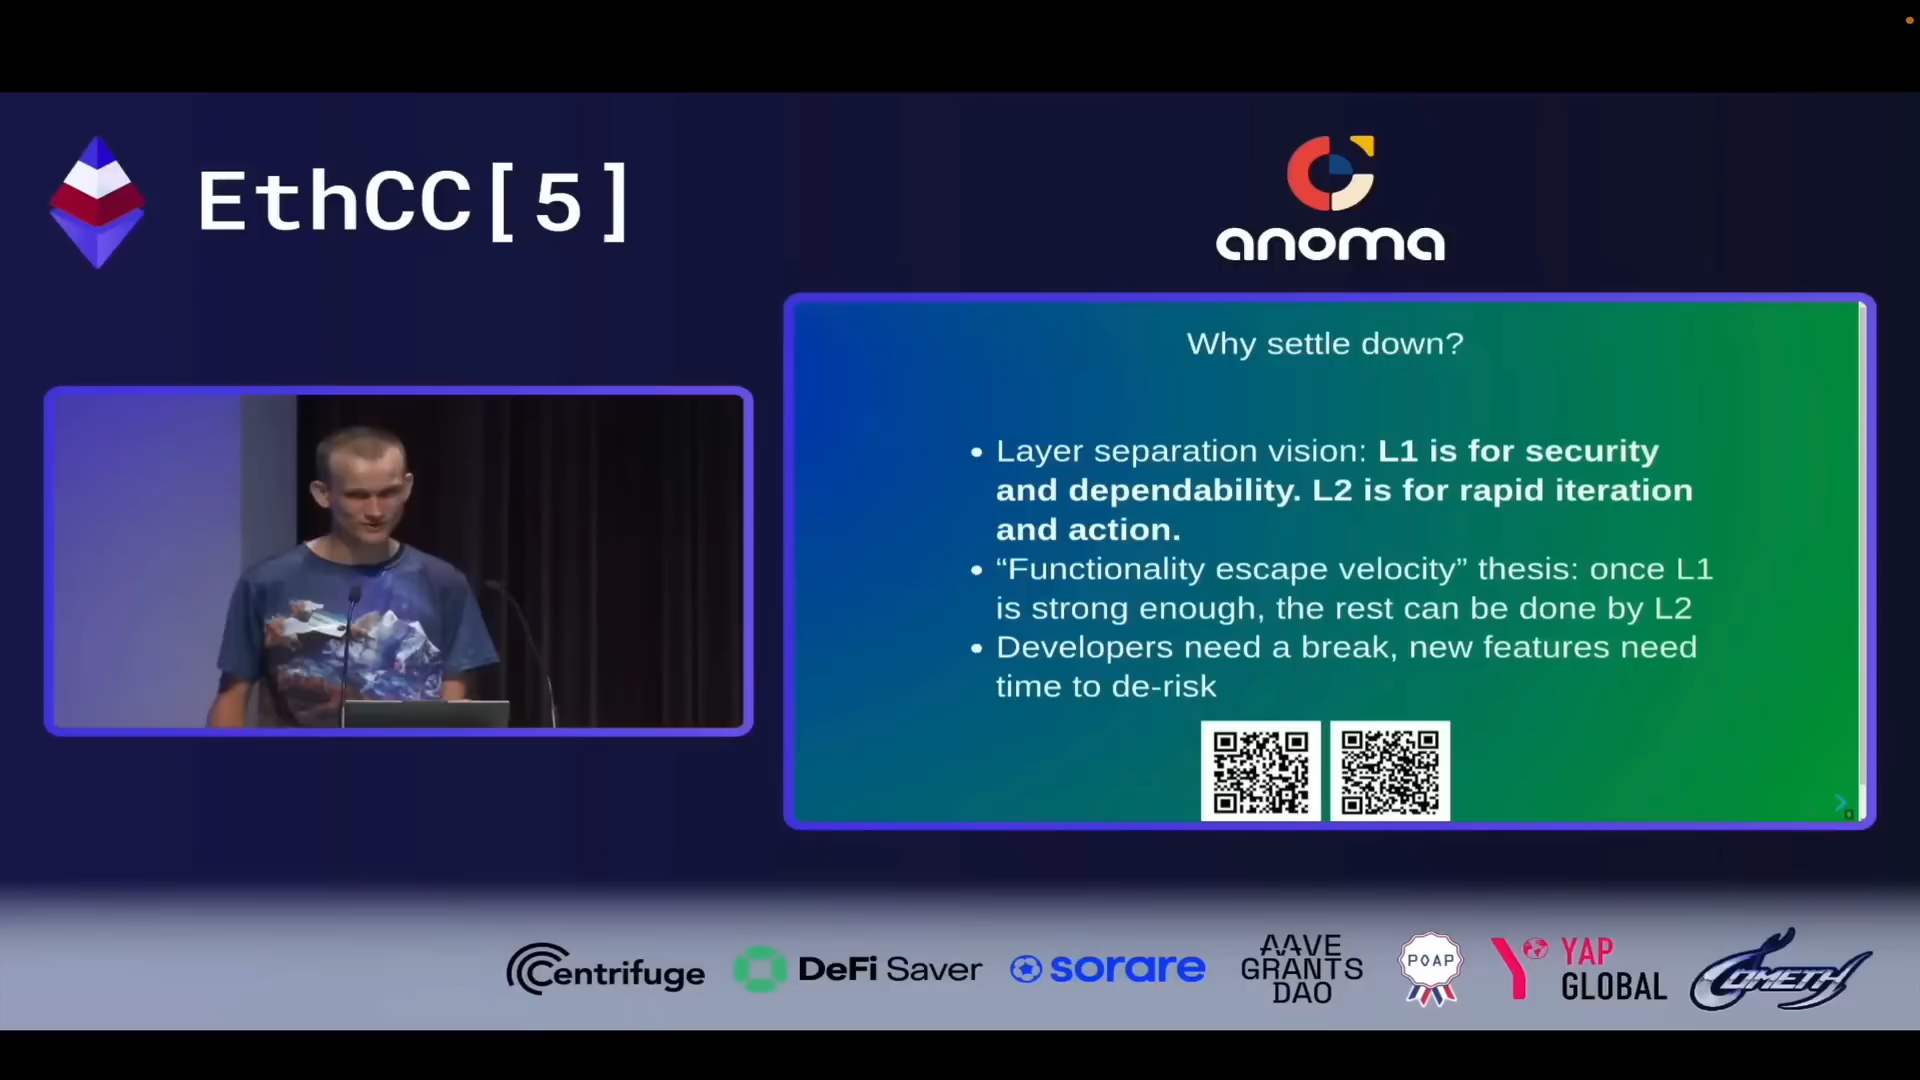 EthCC[5]
anoma
Why settle down?
• Layer separation vision: L1 is for security
and dependability. L2 is for rapid iteration
and action.
• “Functionality escape velocity” thesis: once L1
is strong enough, the rest can be done by L2
• Developers need a break, new features need
time to de-risk
Centrifuge
DeFi Saver
sorare
AAVE
GRANTS
DAO
POAP
YAP
GLOBAL
COMETH